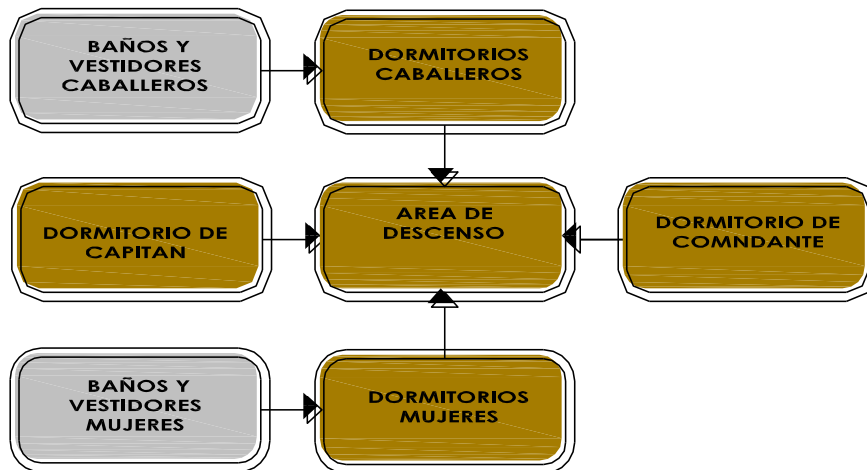 BAÑOS Y
VESTIDORES
CABALLEROS
DORMITORIOS
CABALLEROS
DORMITORIO DE
CAPITAN
AREA DE
DESCENSO
DORMITORIO DE
COMNDANTE
BAÑOS Y
VESTIDORES
MUJERES
DORMITORIOS
MUJERES